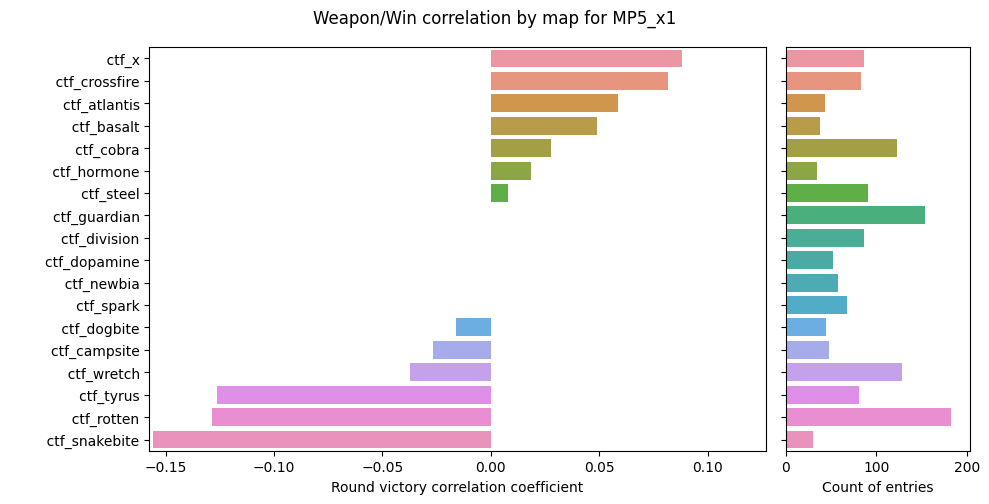 Weapon/Win correlation by map for MP5_x1
ctf_x
ctf_crossfire
ctf_atlantis
ctf_basalt
ctf_cobra
ctf_hormone
ctf_steel
ctf_guardian
ctf_division
ctf_dopamine
ctf_newbia
ctf_spark
ctf_dogbite
ctf_campsite
ctf_wretch
ctf_tyrus
ctf_rotten
ctf_snakebite
−0.15 −0.10 −0.05 0.00 0.05 0.10
Round victory correlation coefficient
0 100 200
Count of entries